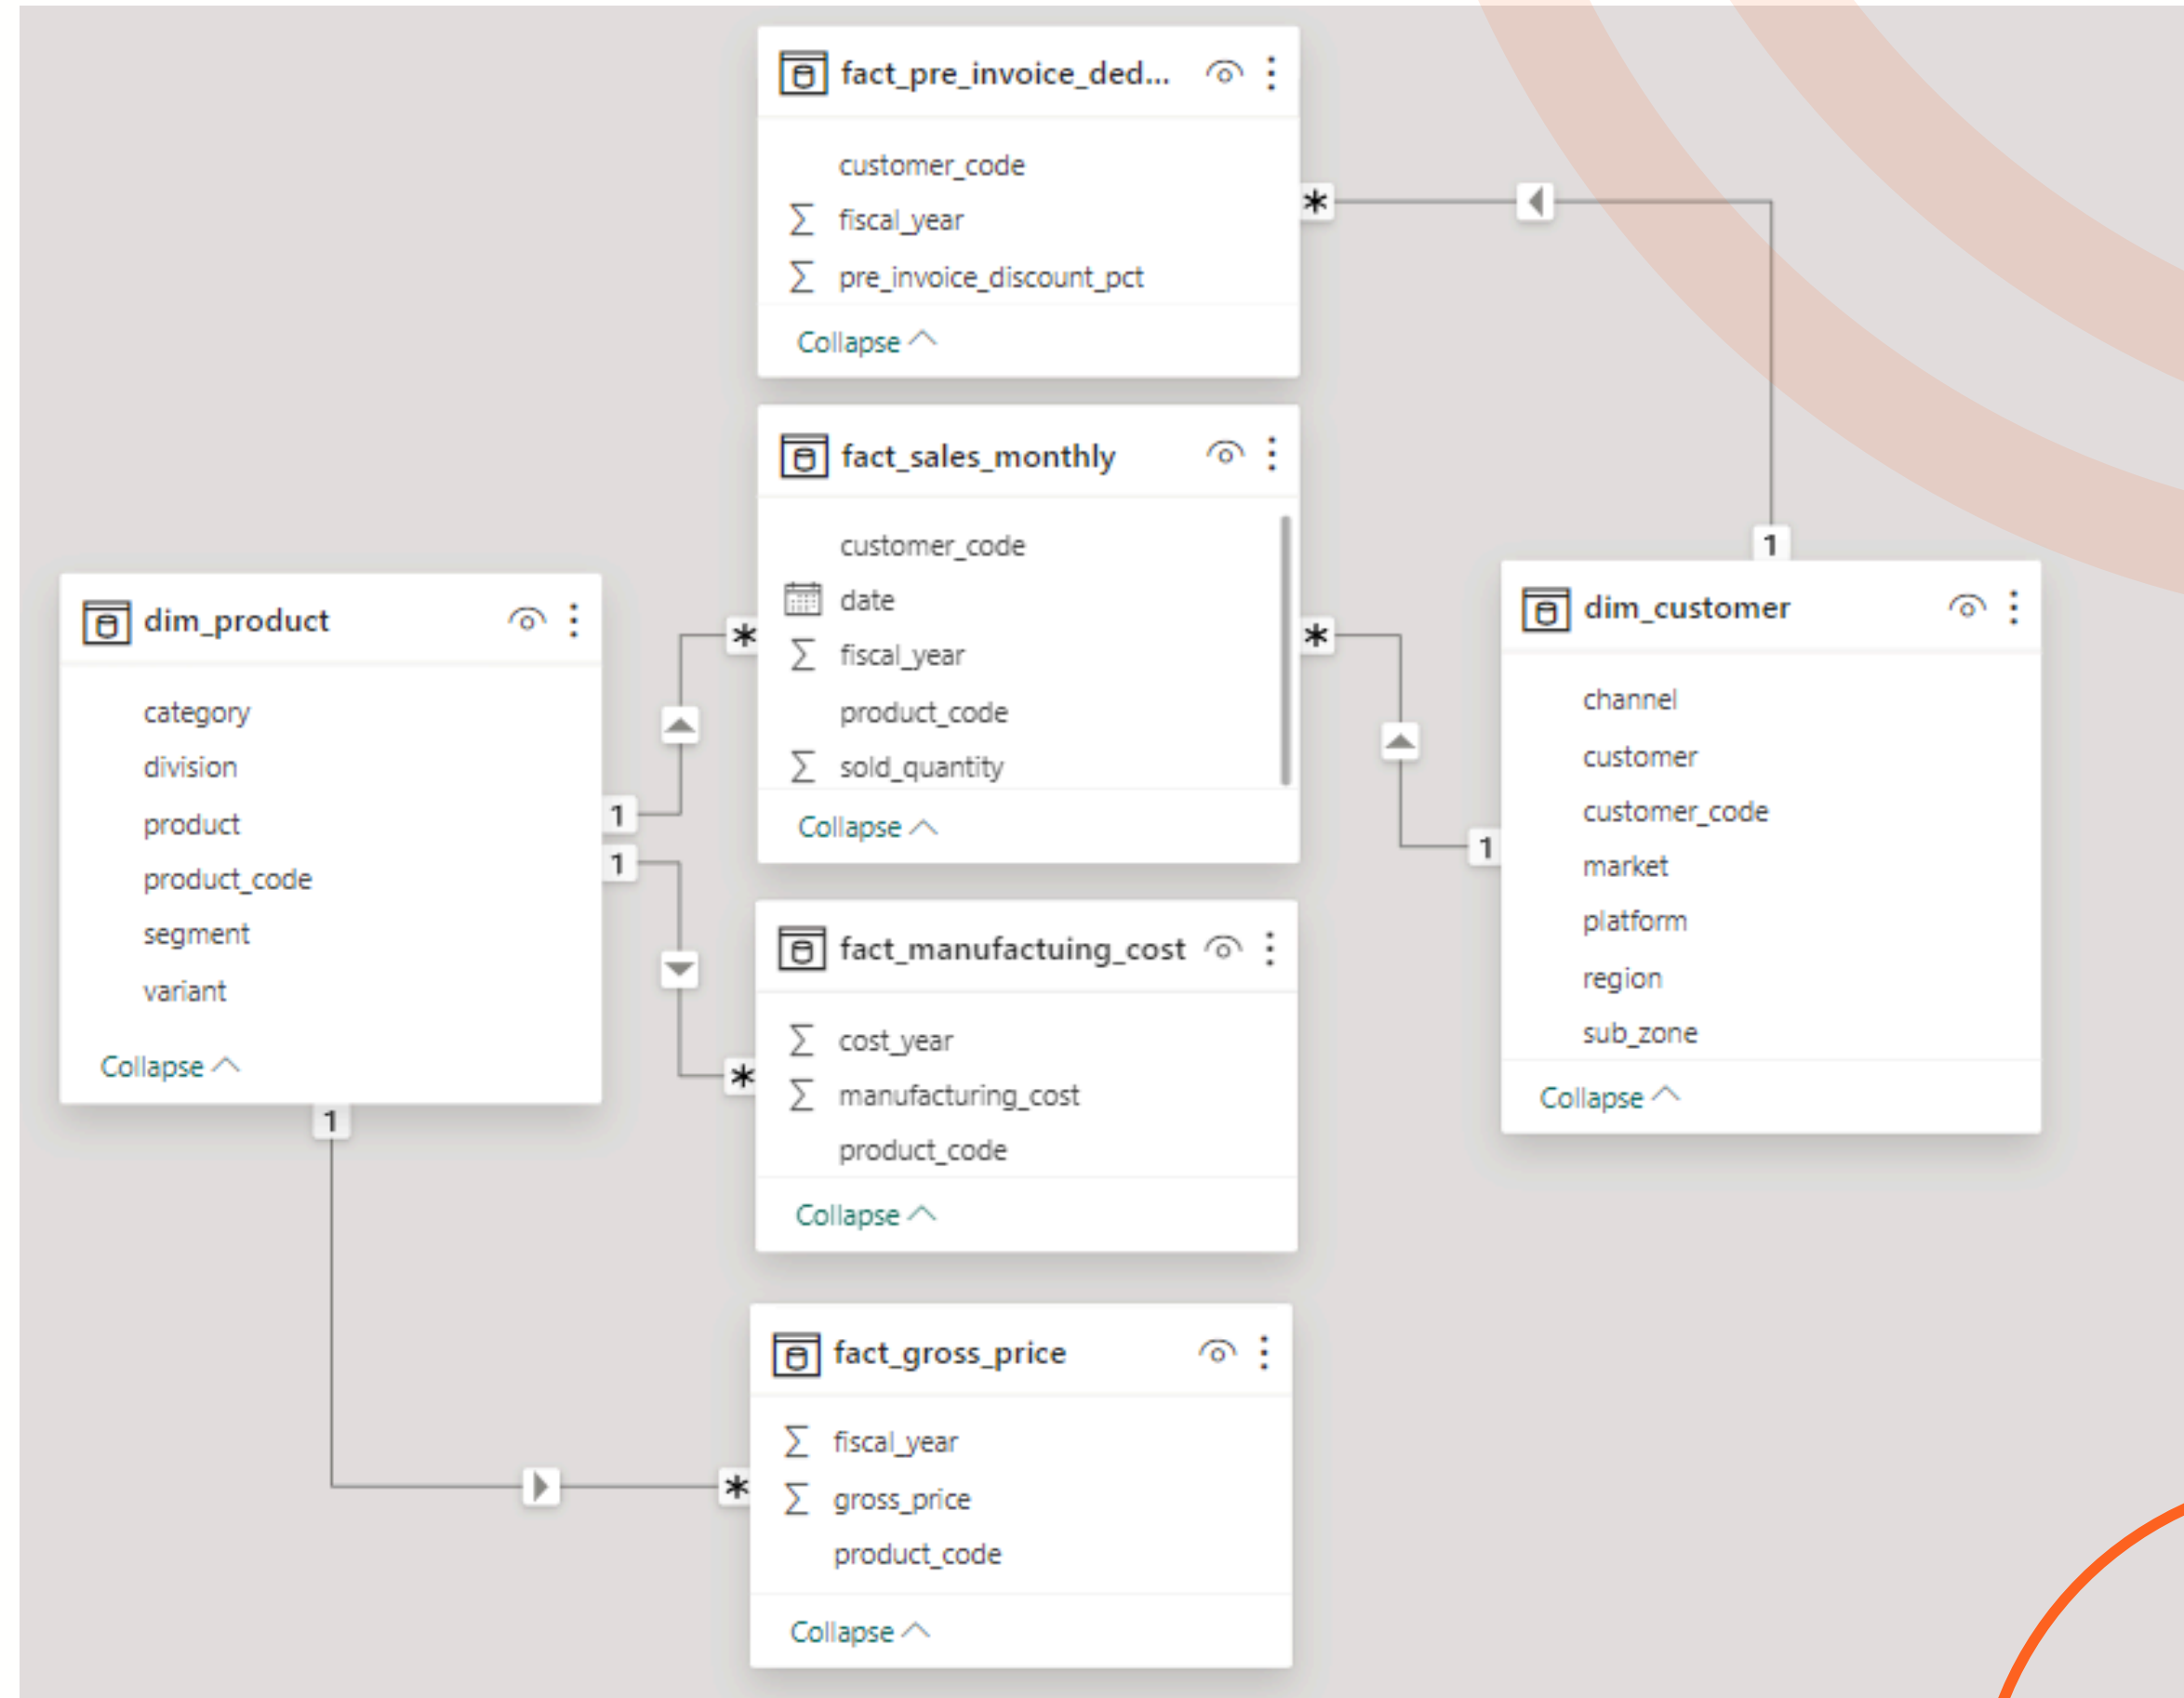 fact_pre_invoice_ded...
customer_code
fiscal_year
pre_invoice_discount_pct
Collapse
fact_sales_monthly
customer_code
date
fiscal_year
product_code
sold_quantity
Collapse
dim_product
category
division
product
product_code
segment
variant
Collapse
dim_customer
channel
customer
customer_code
market
platform
region
sub_zone
Collapse
fact_manufactuing_cost
cost_year
manufacturing_cost
product_code
Collapse
fact_gross_price
fiscal_year
gross_price
product_code
Collapse
*
1
*
1
*
1
1
*
1
*